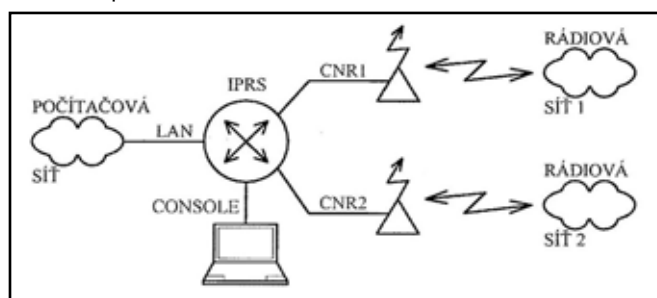 IPRS
CNR1
RÁDIOVÁ
SÍŤ 1
POČÍTAČOVÁ
SÍŤ
LAN
CONSOLE
CNR2
RÁDIOVÁ
SÍŤ 2